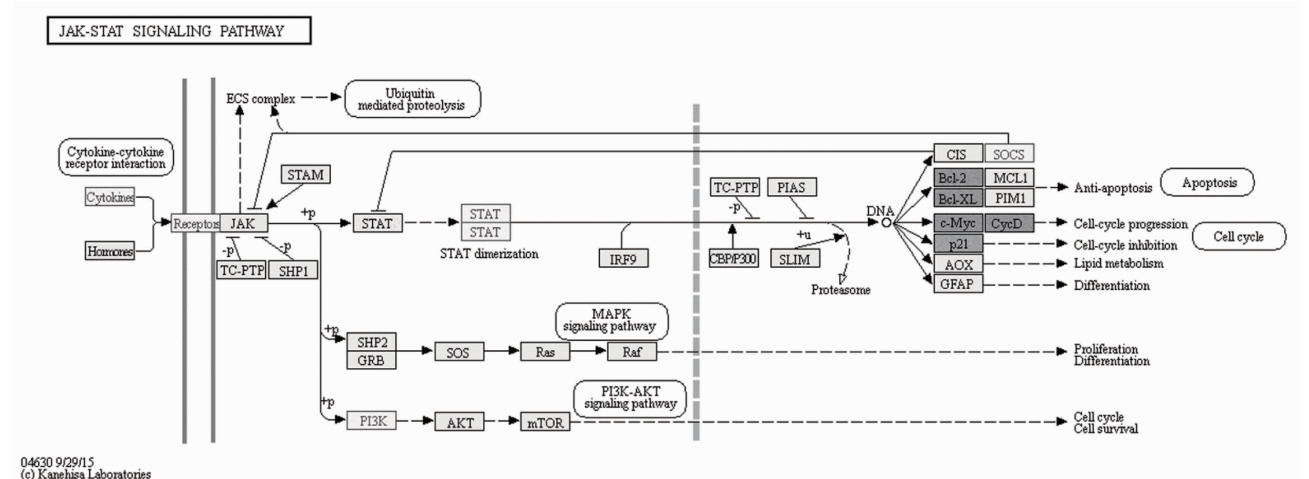 JAK-STAT SIGNALING PATHWAY
ECS complex
Ubiquitin
mediated proteolysis
Cytokine-cytokine
receptor interaction
Cytokines
Hormones
Receptors
JAK
STAM
+p
STAT
STAT
STAT
STAT dimerization
-p
-p
TC-PTP
SHP1
IRF9
TC-PTP
PIAS
-p
+u
CBP/P300
SLIM
Proteasome
DNA
CIS
SOCS
Bcl-2
MCL1
Bcl-XL
PIM1
Anti-apoptosis
Apoptosis
c-Myc
CycD
Cell-cycle progression
p21
Cell-cycle inhibition
Cell cycle
AOX
Lipid metabolism
GFAP
Differentiation
+p
SHP2
GRB
SOS
Ras
Raf
MAPK
signaling pathway
Proliferation
Differentiation
+p
PI3K
AKT
mTOR
PI3K-AKT
signaling pathway
Cell cycle
Cell survival
04630 9/29/15
(c) Kanehisa Laboratories